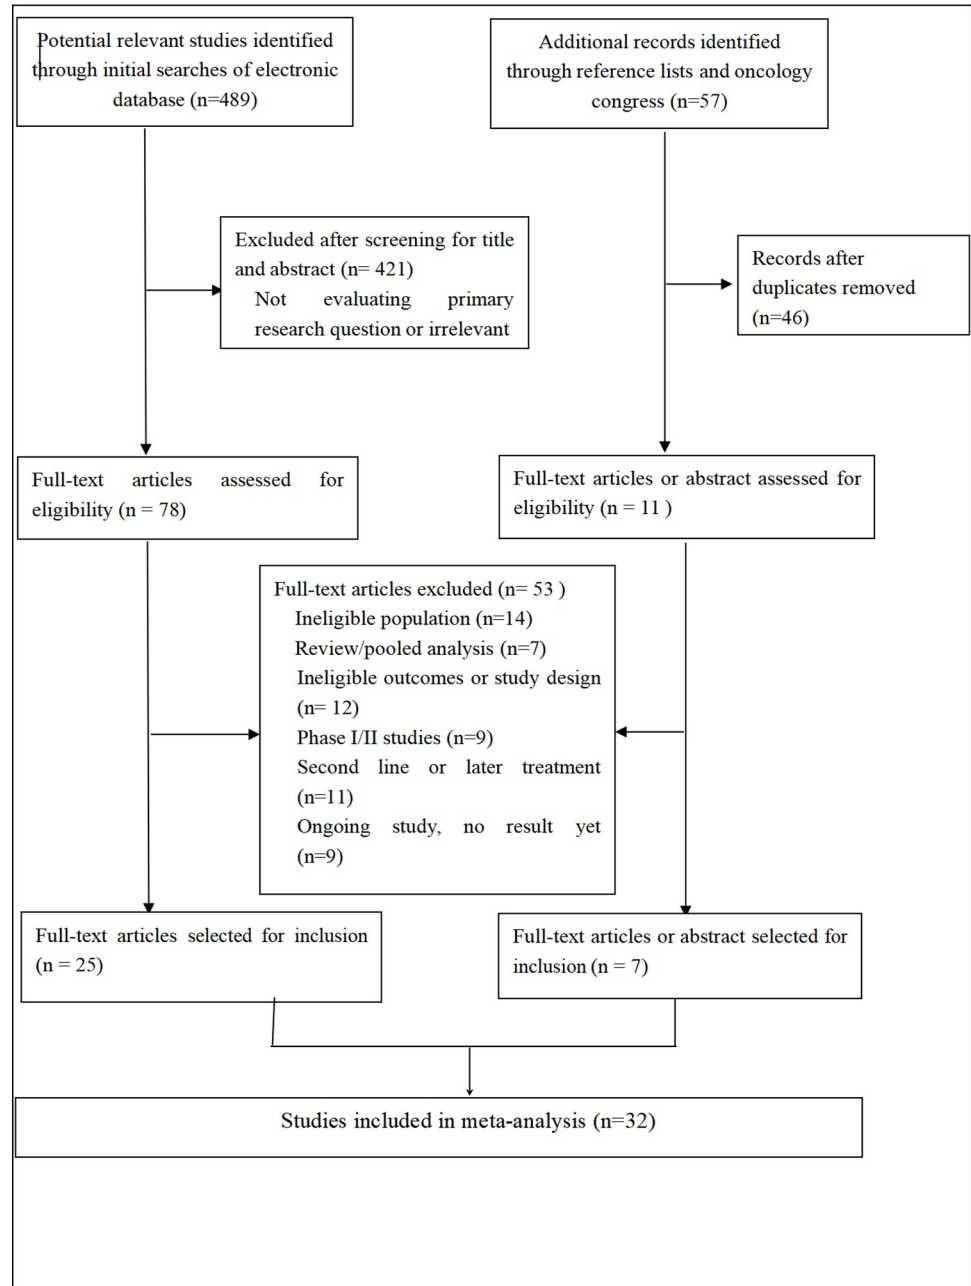 Potential relevant studies identified
through initial searches of electronic
database (n=489)
Additional records identified
through reference lists and oncology
congress (n=57)
Excluded after screening for title
and abstract (n= 421)
Not evaluating primary
research question or irrelevant
Records after
duplicates removed
(n=46)
Full-text articles assessed for
eligibility (n = 78)
Full-text articles or abstract assessed for
eligibility (n = 11 )
Full-text articles excluded (n= 53 )
Ineligible population (n=14)
Review/pooled analysis (n=7)
Ineligible outcomes or study design
(n= 12)
Phase I/II studies (n=9)
Second line or later treatment
(n=11)
Ongoing study, no result yet
(n=9)
Full-text articles selected for inclusion
(n = 25)
Full-text articles or abstract selected for
inclusion (n = 7)
Studies included in meta-analysis (n=32)